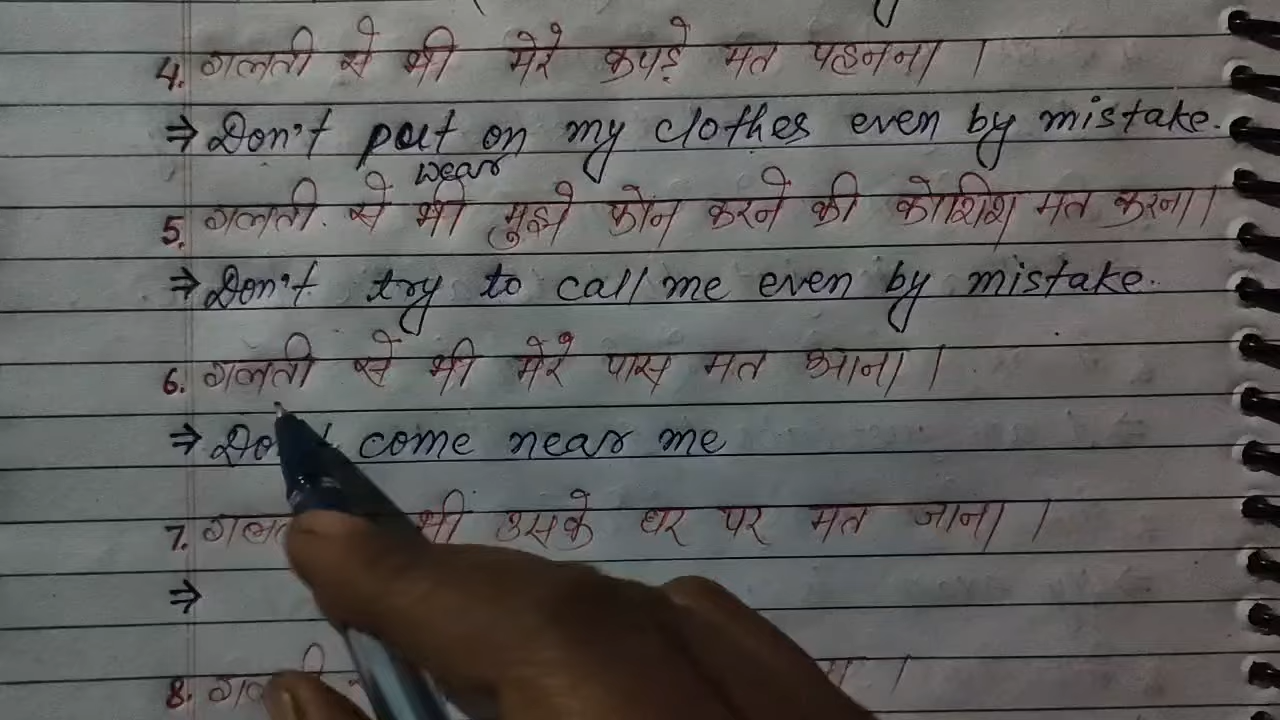 4. गलती से भी मेरे कपड़े मत पहनना ।
⇒ Don't put on my clothes even by mistake.
wear
5. गलती से भी मुझे फोन करने की कोशिश मत करना ।
⇒ Don't try to call me even by mistake.
6. गलती से भी मेरे पास मत आना ।
⇒ come near me
7. भी उसके घर पर मत जाना ।
⇒
8.